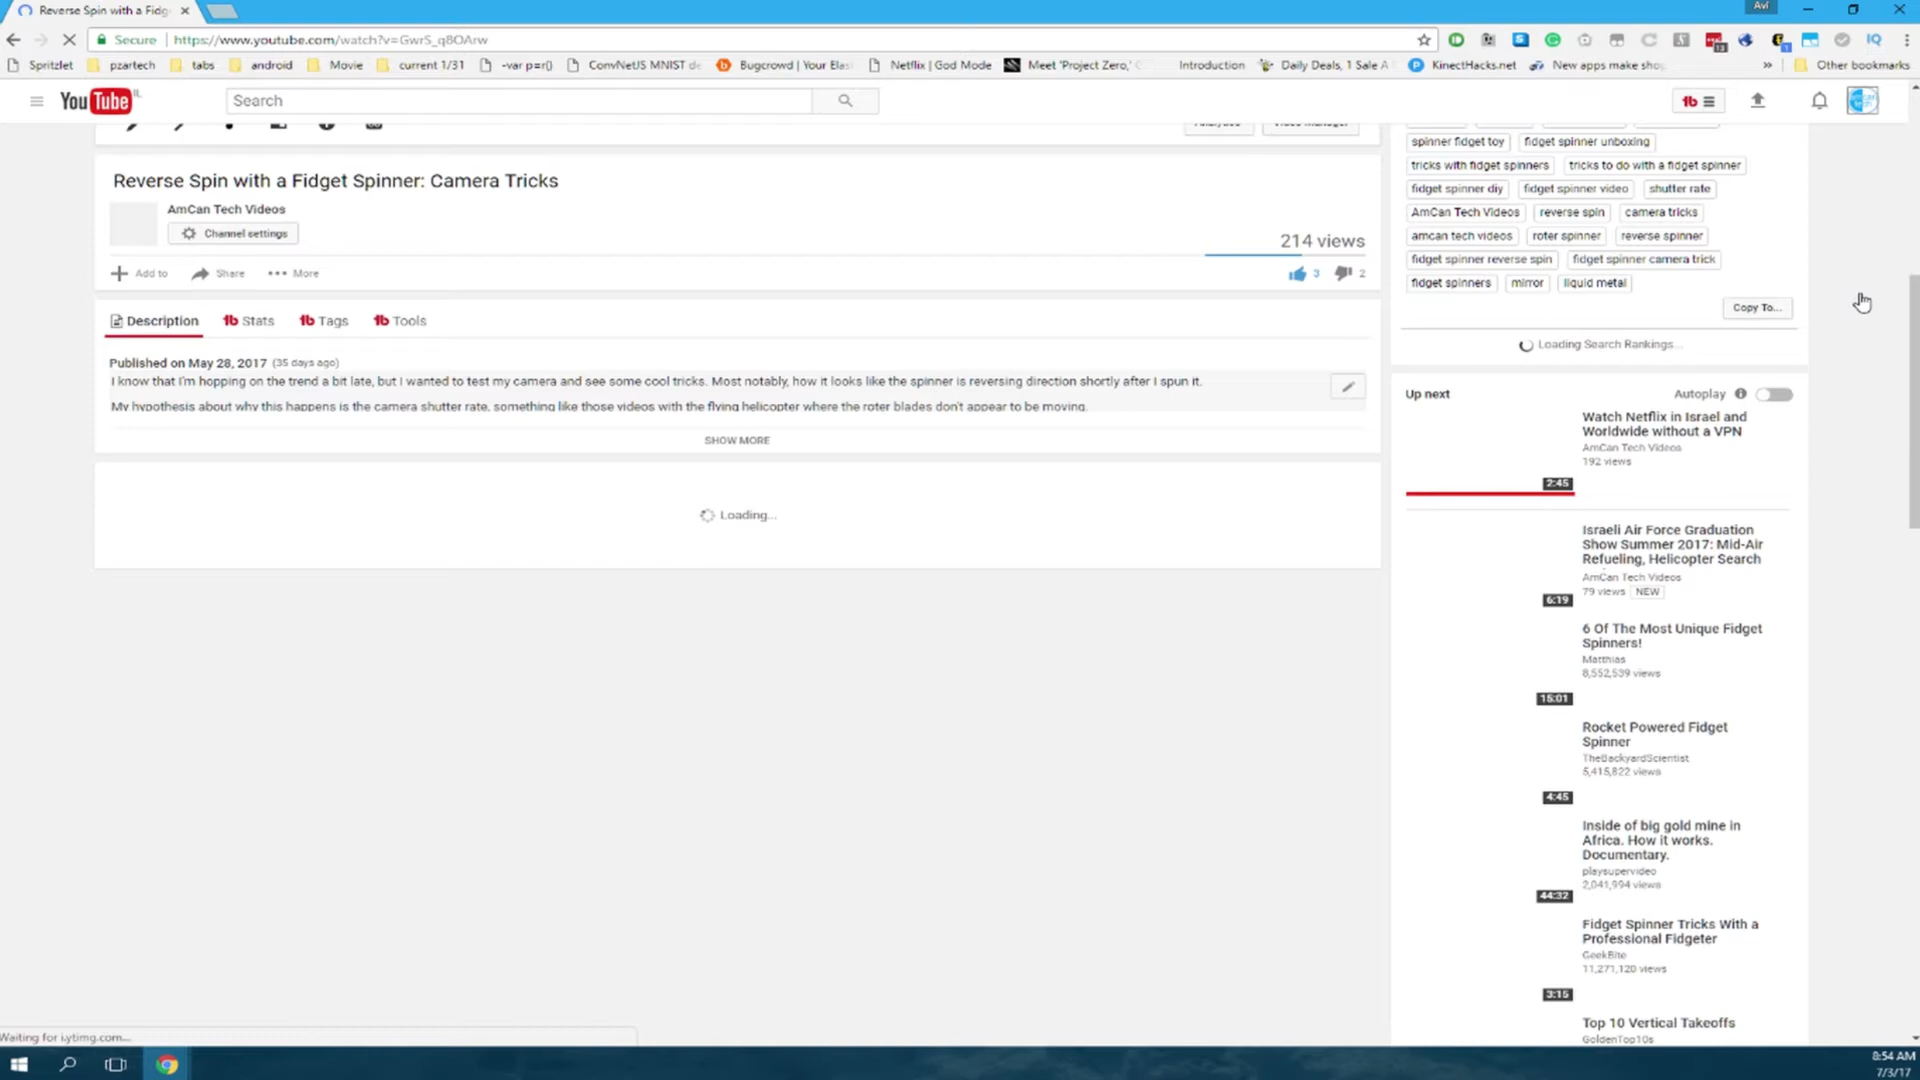 Reverse Spin with a Fidg
Avi
Secure
https://www.youtube.com/watch?v=GwrS_q8OArw
IQ
Spritzlet
pzartech
tabs
android
Movie
current 1/31
-var p=r()
ConvNetJS MNIST de
Bugcrowd | Your Elas
Netflix | God Mode
Meet 'Project Zero,'
Introduction
Daily Deals, 1 Sale A
KinectHacks.net
New apps make shop
»
Other bookmarks
YouTube IL
Search
spinner fidget toy
fidget spinner unboxing
tricks with fidget spinners
tricks to do with a fidget spinner
fidget spinner diy
fidget spinner video
shutter rate
AmCan Tech Videos
reverse spin
camera tricks
amcan tech videos
roter spinner
reverse spinner
fidget spinner reverse spin
fidget spinner camera trick
fidget spinners
mirror
liquid metal
Copy To...
Loading Search Rankings...
Reverse Spin with a Fidget Spinner: Camera Tricks
AmCan Tech Videos
Channel settings
214 views
Add to
Share
More
3
2
Description
Stats
Tags
Tools
Published on May 28, 2017 (35 days ago)
I know that I'm hopping on the trend a bit late, but I wanted to test my camera and see some cool tricks. Most notably, how it looks like the spinner is reversing direction shortly after I spun it.
My hypothesis about why this happens is the camera shutter rate, something like those videos with the flying helicopter where the roter blades don't appear to be moving.
SHOW MORE
Loading...
Up next
Autoplay
Watch Netflix in Israel and
Worldwide without a VPN
AmCan Tech Videos
192 views
2:45
Israeli Air Force Graduation
Show Summer 2017: Mid-Air
Refueling, Helicopter Search
AmCan Tech Videos
79 views NEW
6:19
6 Of The Most Unique Fidget
Spinners!
Matthias
8,552,539 views
15:01
Rocket Powered Fidget
Spinner
TheBackyardScientist
5,415,822 views
4:45
Inside of big gold mine in
Africa. How it works.
Documentary.
playsupervideo
2,041,994 views
44:32
Fidget Spinner Tricks With a
Professional Fidgeter
GeekBite
11,271,120 views
3:15
Top 10 Vertical Takeoffs
GoldenTop10s
Waiting for i.ytimg.com...
8:54 AM
7/3/17